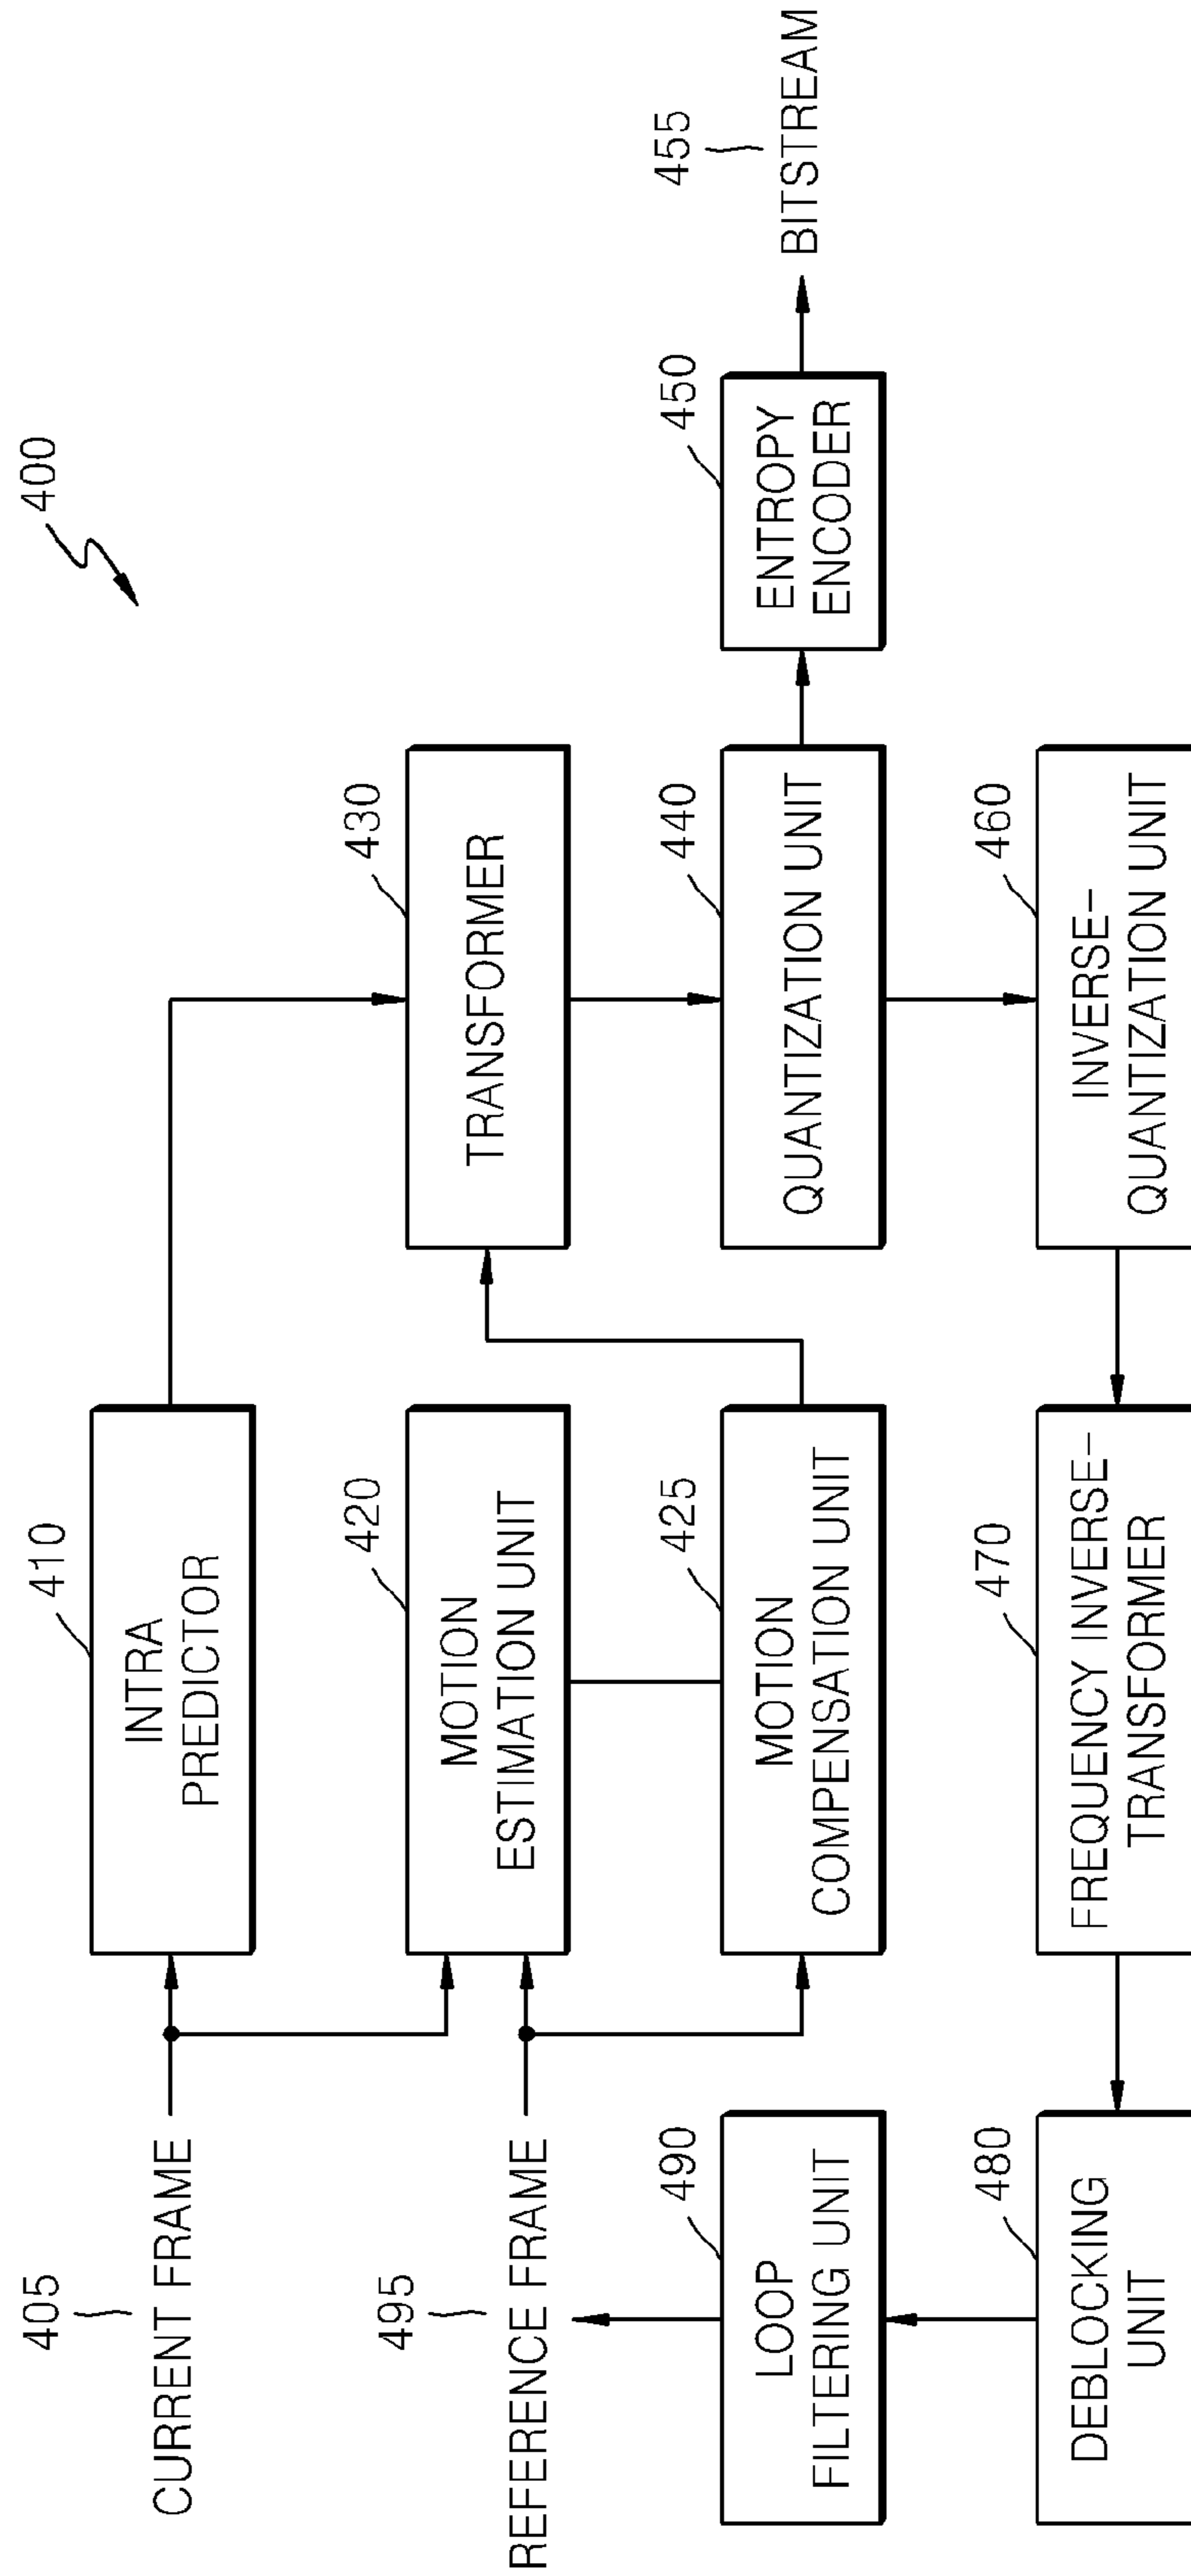 400
405
CURRENT FRAME
410
INTRA
PREDICTOR
495
REFERENCE FRAME
420
MOTION
ESTIMATION UNIT
430
TRANSFORMER
490
LOOP
FILTERING UNIT
425
MOTION
COMPENSATION UNIT
440
QUANTIZATION UNIT
450
ENTROPY
ENCODER
455
BITSTREAM
480
DEBLOCKING
UNIT
470
FREQUENCY INVERSE-
TRANSFORMER
460
INVERSE-
QUANTIZATION UNIT